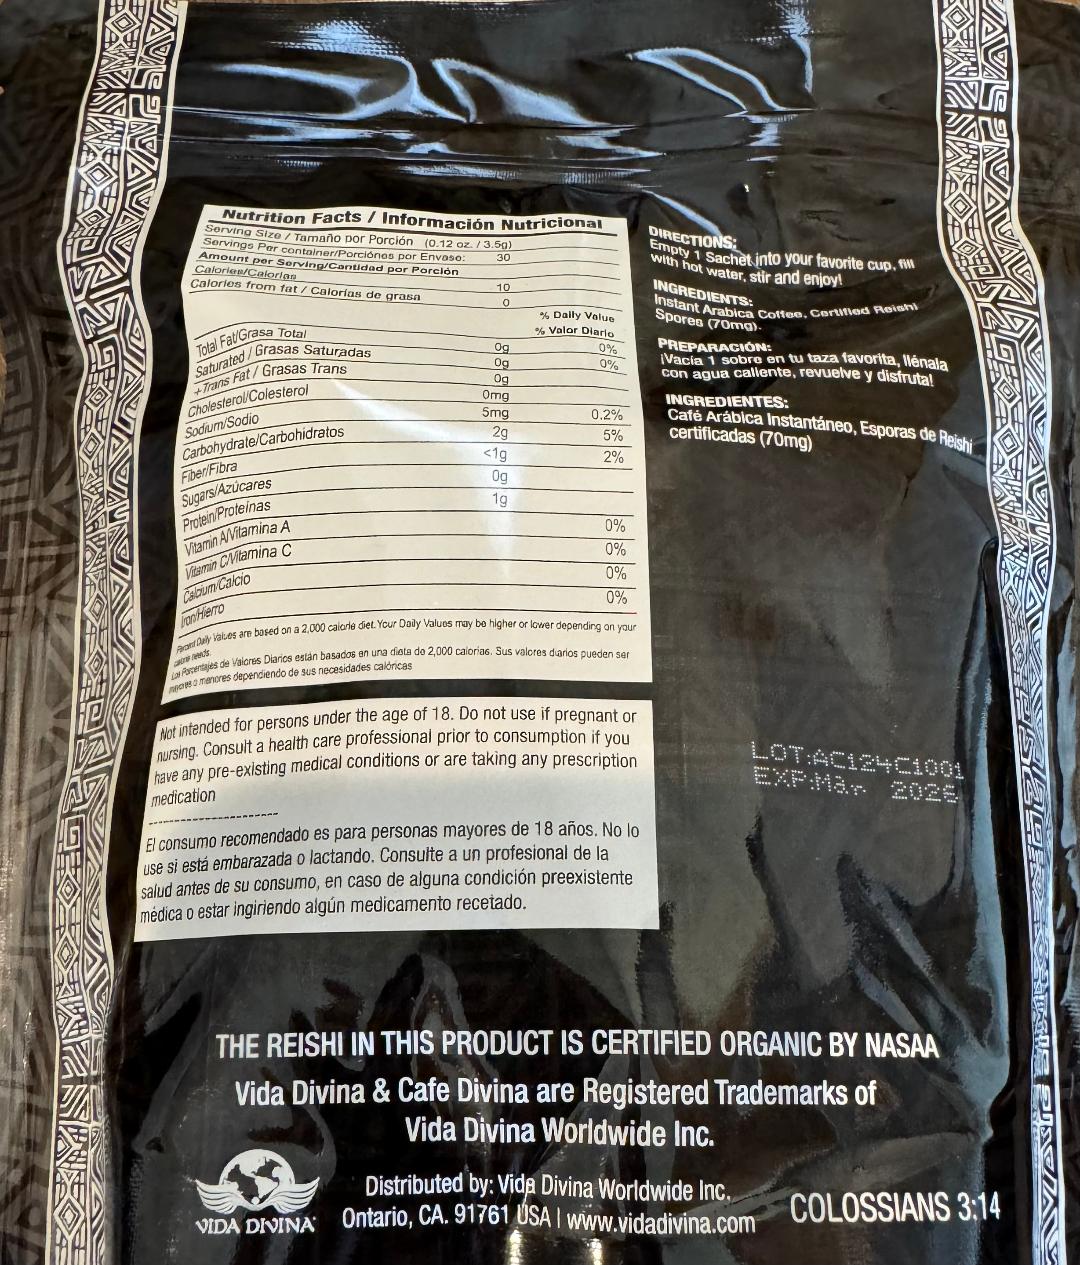 Nutrition Facts / Información Nutricional
Serving Size / Tamaño por Porción (0.12 oz. / 3.5g)
Servings Per container/Porciónes por Envase: 30
Amount per Serving/Cantidad por Porción
Calories/Calorías 10
Calories from fat / Calorías de grasa 0
% Daily Value
% Valor Diario
Total Fat/Grasa Total 0g 0%
Saturated / Grasas Saturadas 0g 0%
+Trans Fat / Grasas Trans 0g
Cholesterol/Colesterol 0mg
Sodium/Sodio 5mg 0.2%
Carbohydrate/Carbohidratos 2g 5%
Fiber/Fibra <1g 2%
Sugars/Azúcares 0g
Protein/Proteínas 1g
Vitamin A/Vitamina A 0%
Vitamin C/Vitamina C 0%
Calcium/Calcio 0%
Iron/Hierro 0%
Percent Daily Values are based on a 2,000 calorie diet. Your Daily Values may be higher or lower depending on your
calorie needs.
Los Porcentajes de Valores Diarios están basados en una dieta de 2,000 calorias. Sus valores diarios pueden ser
mayores o menores dependiendo de sus necesidades calóricas
Not intended for persons under the age of 18. Do not use if pregnant or
nursing. Consult a health care professional prior to consumption if you
have any pre-existing medical conditions or are taking any prescription
medication
El consumo recomendado es para personas mayores de 18 años. No lo
use si está embarazada o lactando. Consulte a un profesional de la
salud antes de su consumo, en caso de alguna condición preexistente
médica o estar ingiriendo algún medicamento recetado.
DIRECTIONS:
Empty 1 Sachet into your favorite cup, fill
with hot water, stir and enjoy!
INGREDIENTS:
Instant Arabica Coffee, Certified Reishi
Spores (70mg).
PREPARACIÓN:
¡Vacía 1 sobre en tu taza favorita, llénala
con agua caliente, revuelve y disfruta!
INGREDIENTES:
Café Arábica Instantáneo, Esporas de Reishi
certificadas (70mg)
LOT:AC124C1001
EXP:Mar
THE REISHI IN THIS PRODUCT IS CERTIFIED ORGANIC BY NASAA
Vida Divina & Cafe Divina are Registered Trademarks of
Vida Divina Worldwide Inc.
VIDA DIVINA
Distributed by: Vida Divina Worldwide Inc.
Ontario, CA. 91761 USA | www.vidadivina.com
COLOSSIANS 3:14